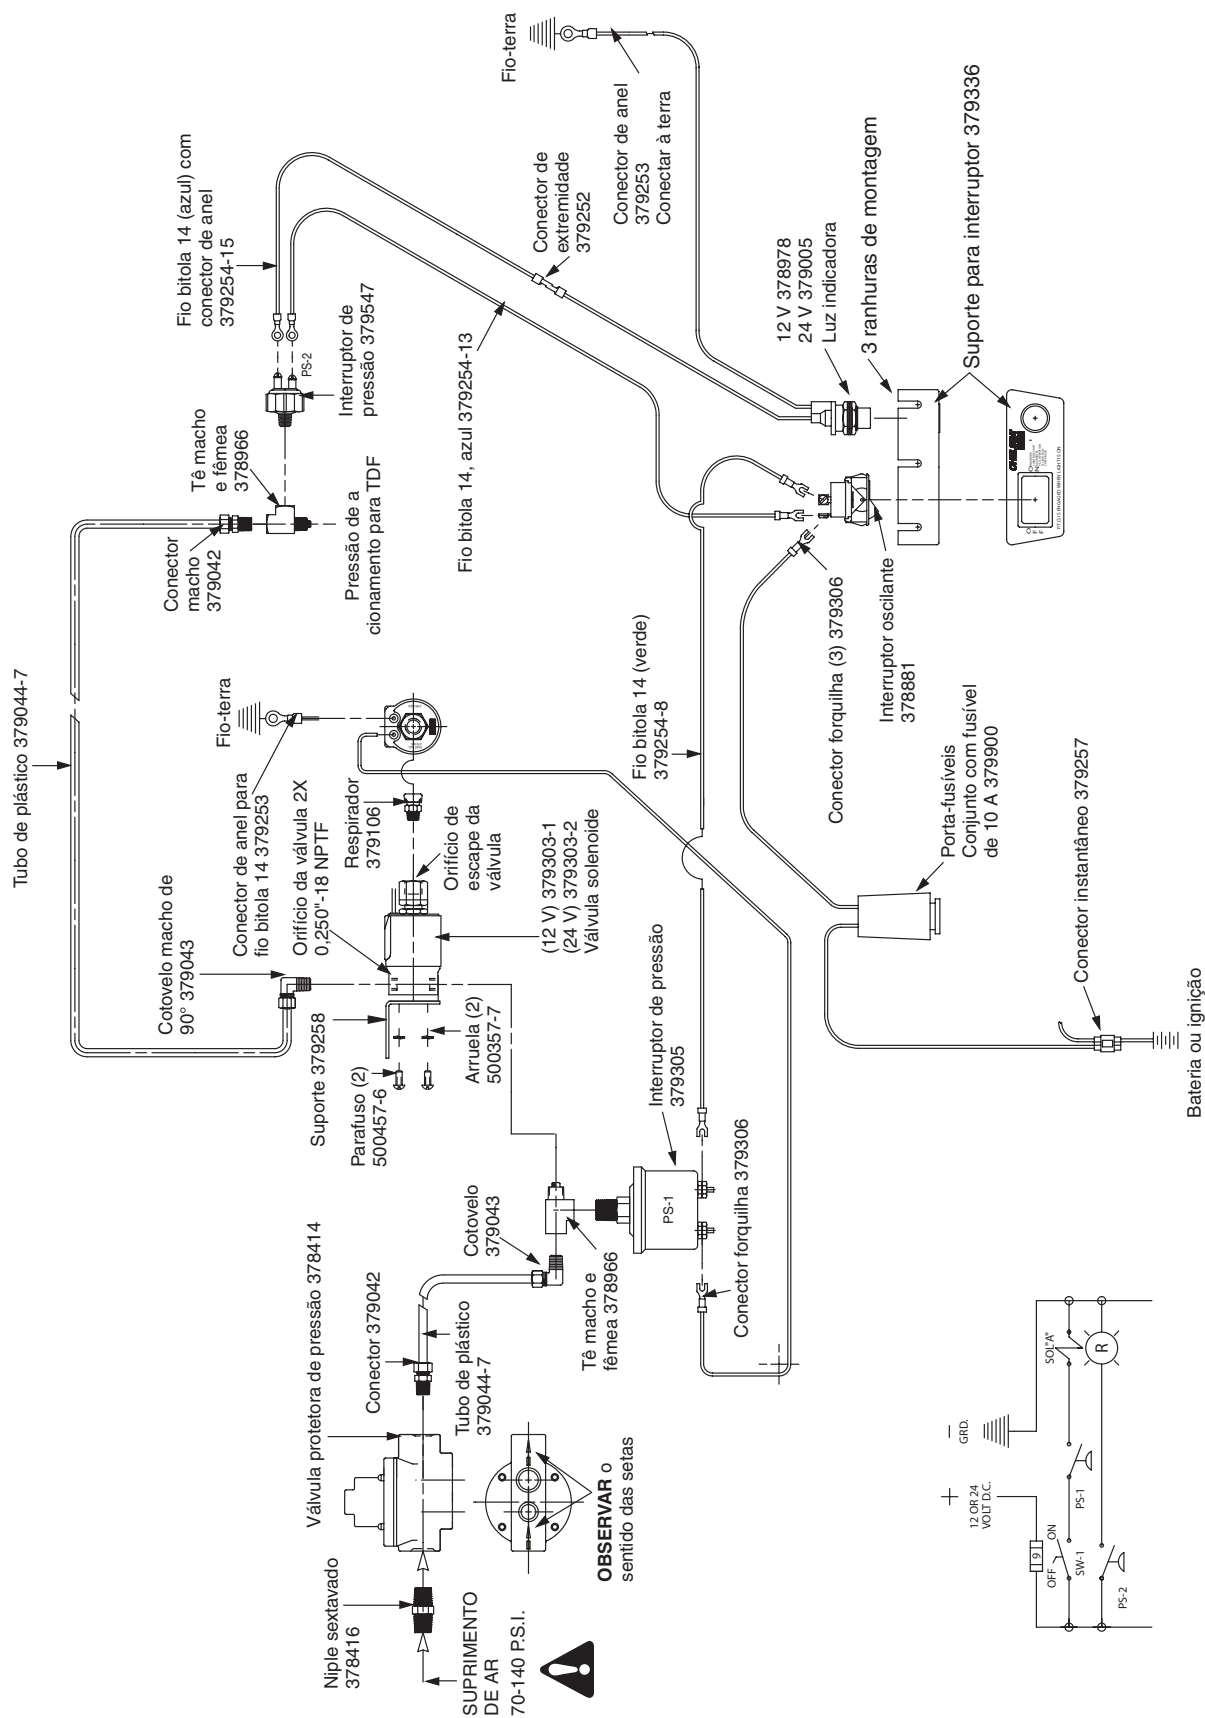 Tubo de plástico 379044-7
Fio bitola 14 (azul) com
conector de anel
379254-15
Fio-terra
Tê macho
e fêmea
378966
PS-2
Interruptor de
pressão 379547
Conector
macho
379042
Pressão de a
cionamento para TDF
Fio bitola 14, azul 379254-13
Conector de
extremidade
379252
Conector de anel
379253
Conectar à terra
12 V 378978
24 V 379005
Luz indicadora
3 ranhuras de montagem
Suporte para interruptor 379336
CHELSEA
P.T.O. IS ENGAGED WHEN LIGHT IS ON
O
F
F
O
N
Cotovelo macho de
90° 379043
Conector de anel para
fio bitola 14 379253
Fio-terra
Orifício da válvula 2X
0,250"-18 NPTF
Respirador
379106
Orifício de
escape da
válvula
(12 V) 379303-1
(24 V) 379303-2
Válvula solenoide
Fio bitola 14 (verde)
379254-8
Conector forquilha (3) 379306
Interruptor oscilante
378881
Porta-fusíveis
Conjunto com fusível
de 10 A 379900
Conector instantâneo 379257
Bateria ou ignição
Suporte 379258
Parafuso (2)
500457-6
Arruela (2)
500357-7
Interruptor de pressão
379305
PS-1
Conector forquilha 379306
Válvula protetora de pressão 378414
Conector 379042
Tubo de plástico
379044-7
Cotovelo
379043
Tê macho e
fêmea 378966
Niple sextavado
378416
SUPRIMENTO
DE AR
70-140 P.S.I.
OBSERVAR o
sentido das setas
+
12 OR 24
VOLT D.C.
−
GRD.
9
OFF
ON
SW-1
PS-1
SOL"A"
PS-2
R